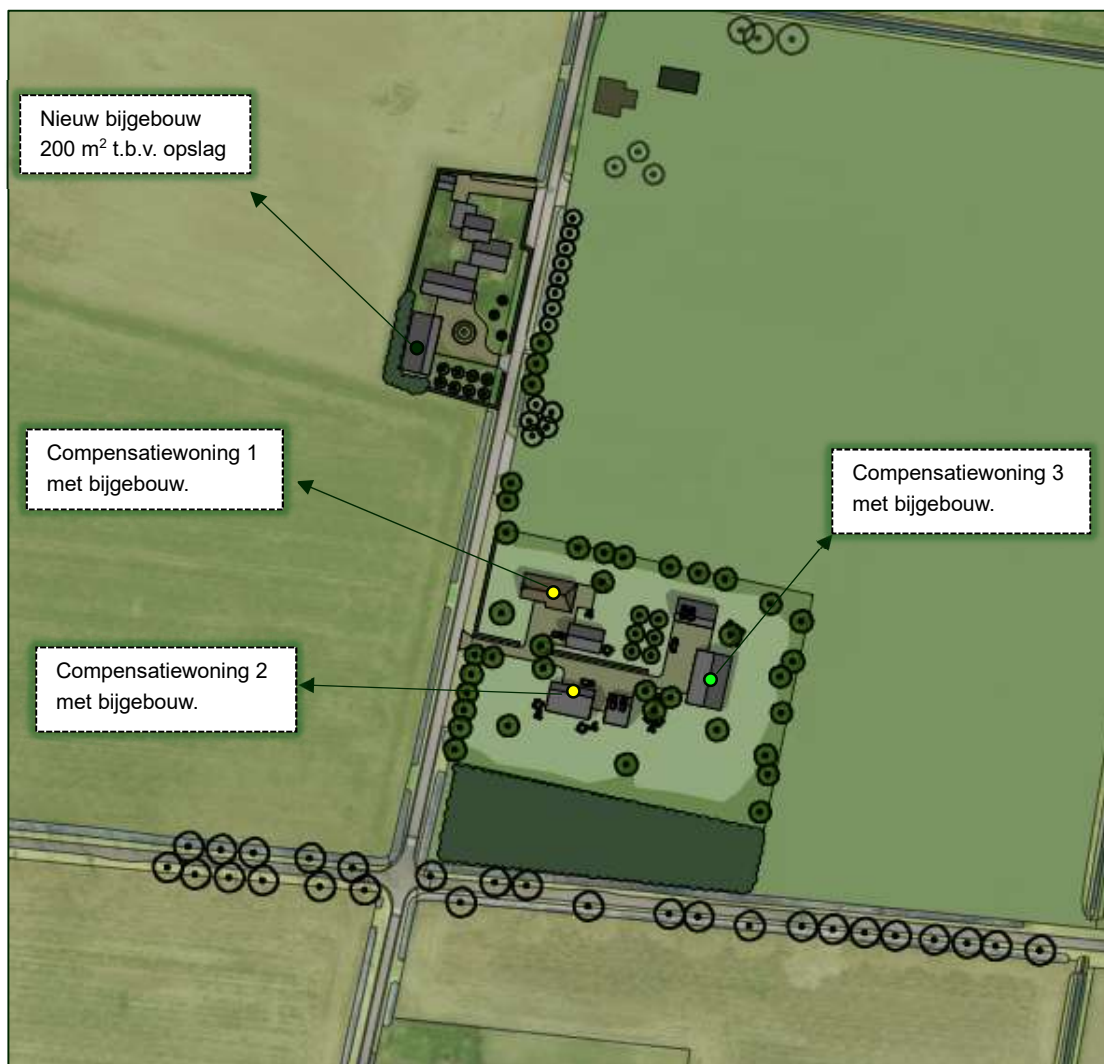 Nieuw bijgebouw
200 m² t.b.v. opslag
Compensatiewoning 1
met bijgebouw.
Compensatiewoning 3
met bijgebouw.
Compensatiewoning 2
met bijgebouw.